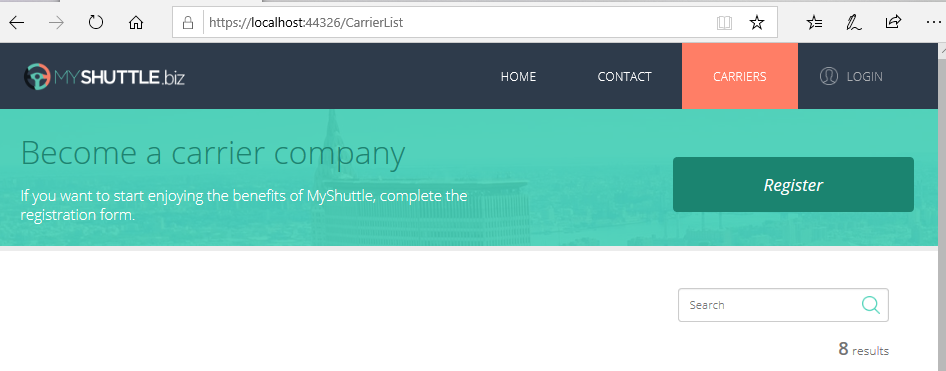 https://localhost:44326/CarrierList
MYSHUTTLE.biz
HOME
CONTACT
CARRIERS
LOGIN
Become a carrier company
If you want to start enjoying the benefits of MyShuttle, complete the
registration form.
Register
Search
8 results